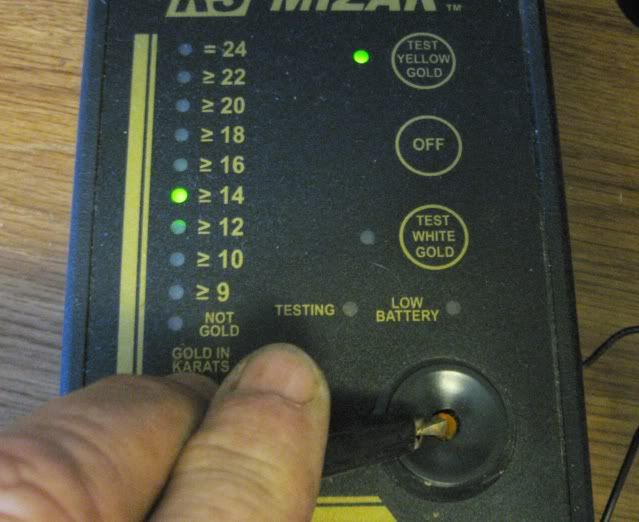 MIZAR™
= 24
≥ 22
≥ 20
≥ 18
≥ 16
≥ 14
≥ 12
≥ 10
≥ 9
NOT
GOLD
GOLD IN
KARATS
TEST
YELLOW
GOLD
OFF
TEST
WHITE
GOLD
TESTING
LOW
BATTERY